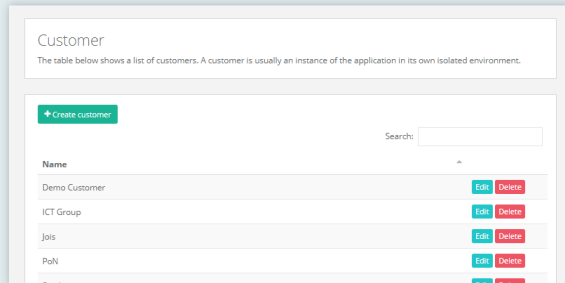 Customer
The table below shows a list of customers. A customer is usually an instance of the application in its own isolated environment.
+ Create customer
Search:
Name
Demo Customer Edit Delete
ICT Group Edit Delete
Jois Edit Delete
PoN Edit Delete